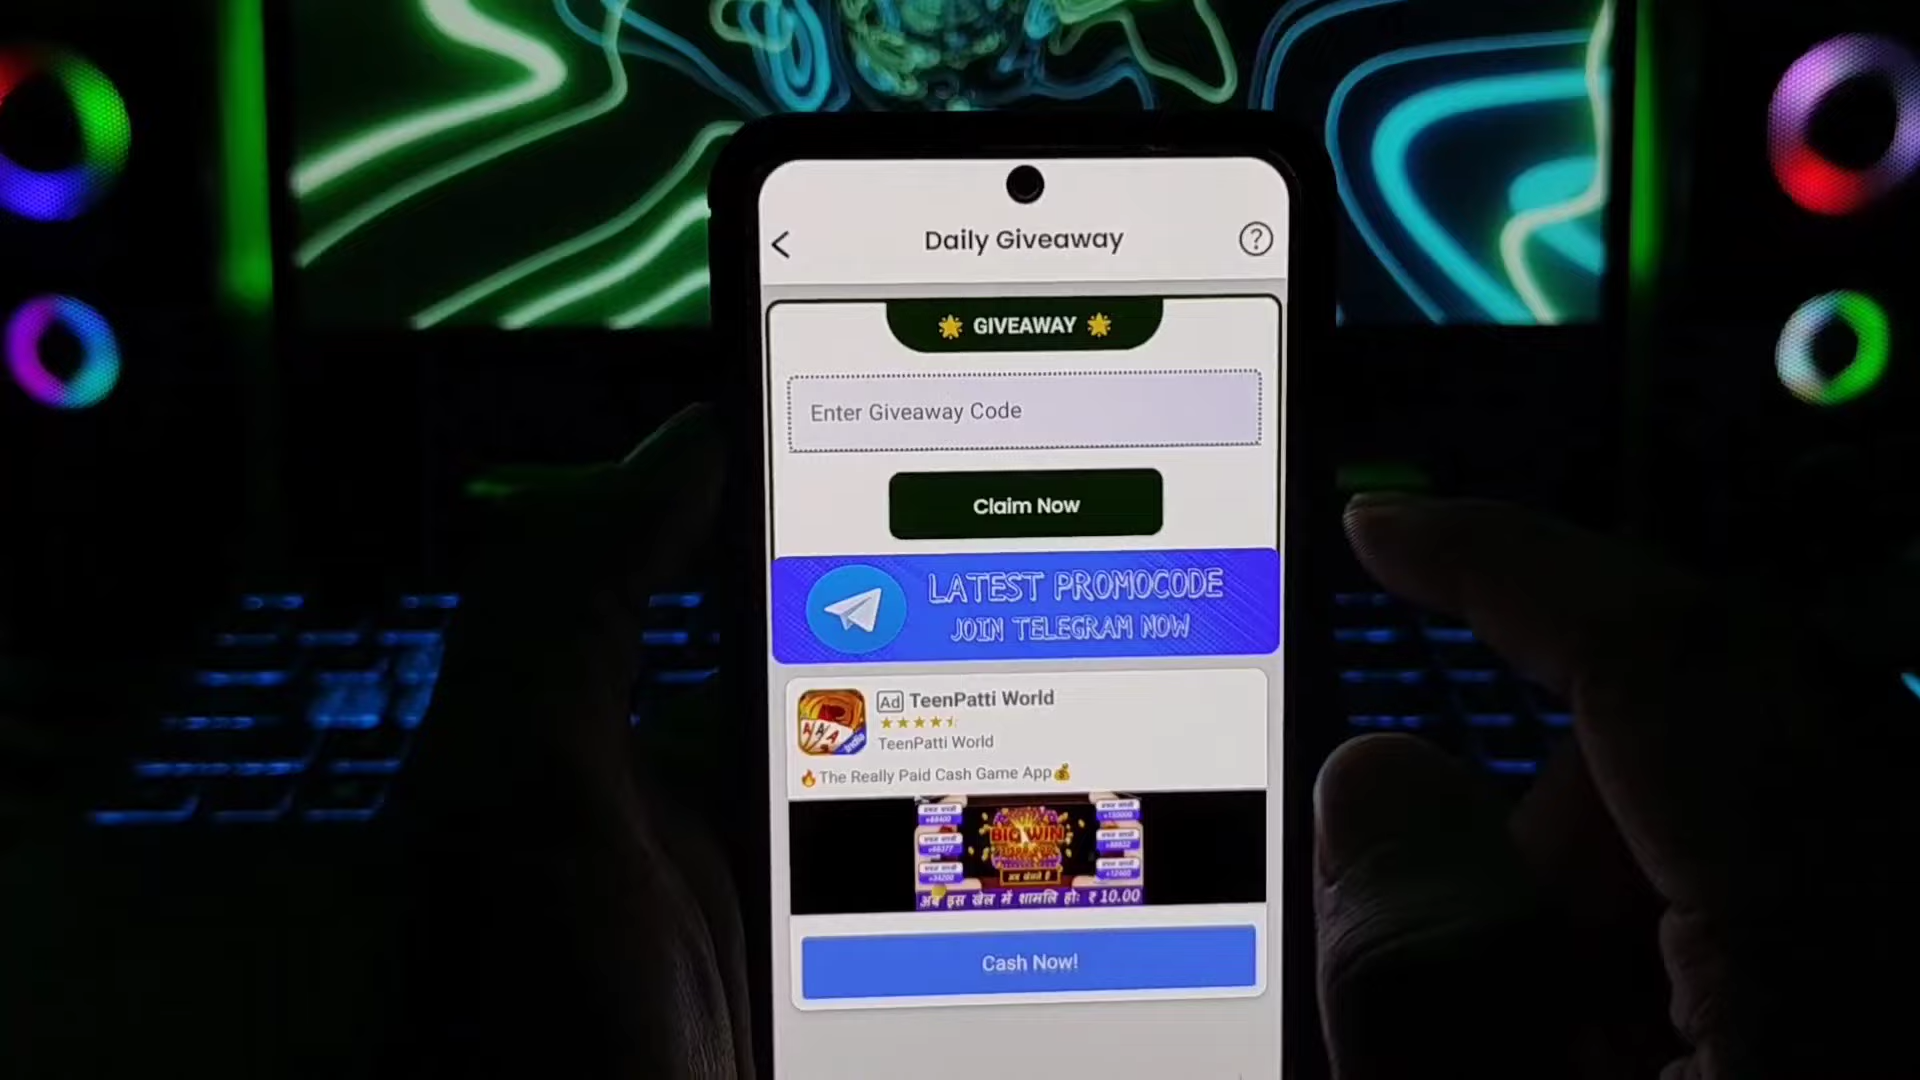 Daily Giveaway
?
GIVEAWAY
Enter Giveaway Code
Claim Now
LATEST PROMOCODE
JOIN TELEGRAM NOW
Ad TeenPatti World
TeenPatti World
🔥The Really Paid Cash Game App💰
BIG WIN
अब इस खेल में शामलि हो: ₹ 10.00
Cash Now!